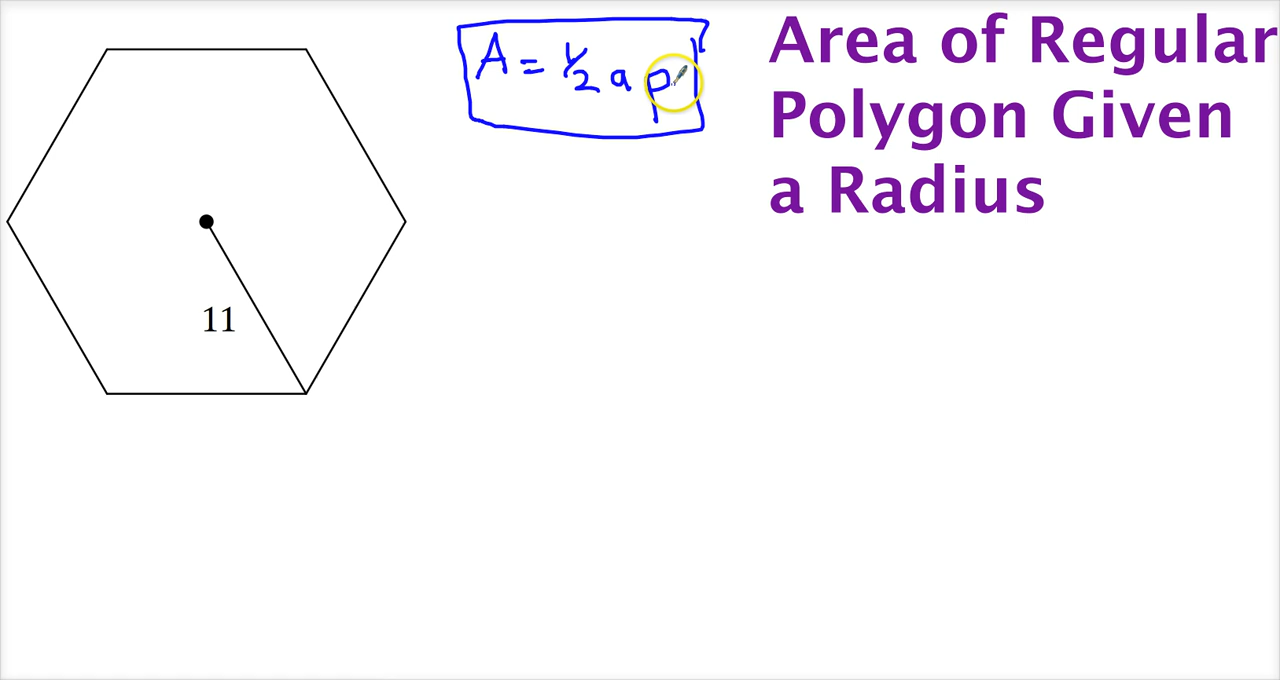 A = 1/2 a p
Area of Regular
Polygon Given
a Radius
11